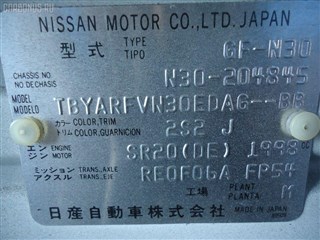 NISSAN MOTOR CO.,LTD. JAPAN
型式 TYPE TIPO GF-N30
CHASSIS NO. NO. DE CHASIS N30-204845
MODEL MODELO TBYARFVN30EDAG--BB
カラー COLOR,TRIM トリム COLOR,GUARNICION 2S2 J
エンジン ENGINE MOTOR SR20(DE) 1998 cc
ミッション TRANS.,AXLE アクスル TRANS.,EJE RE0F06A FP54
工場 PLANT PLANTA M
日産自動車株式会社 MADE IN JAPAN